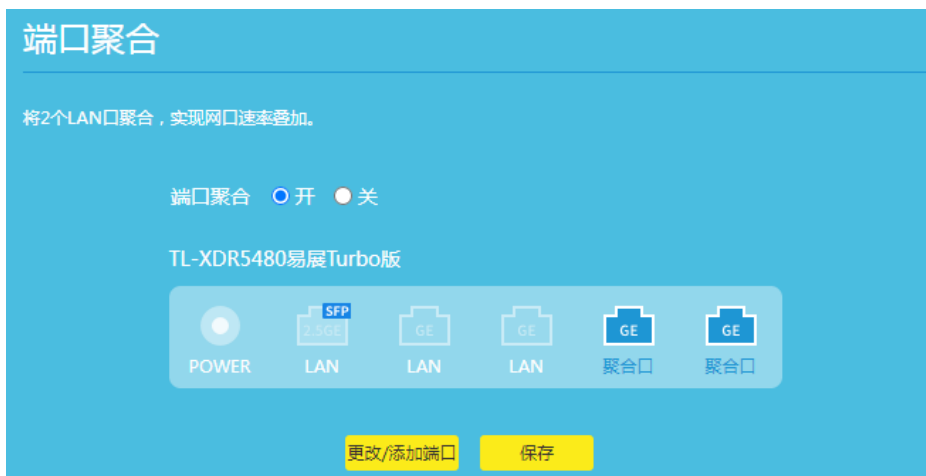 端口聚合
将2个LAN口聚合，实现网口速率叠加。
端口聚合 开 关
TL-XDR5480易展Turbo版
SFP
2.5GE GE GE GE GE
POWER LAN LAN LAN 聚合口 聚合口
更改/添加端口 保存